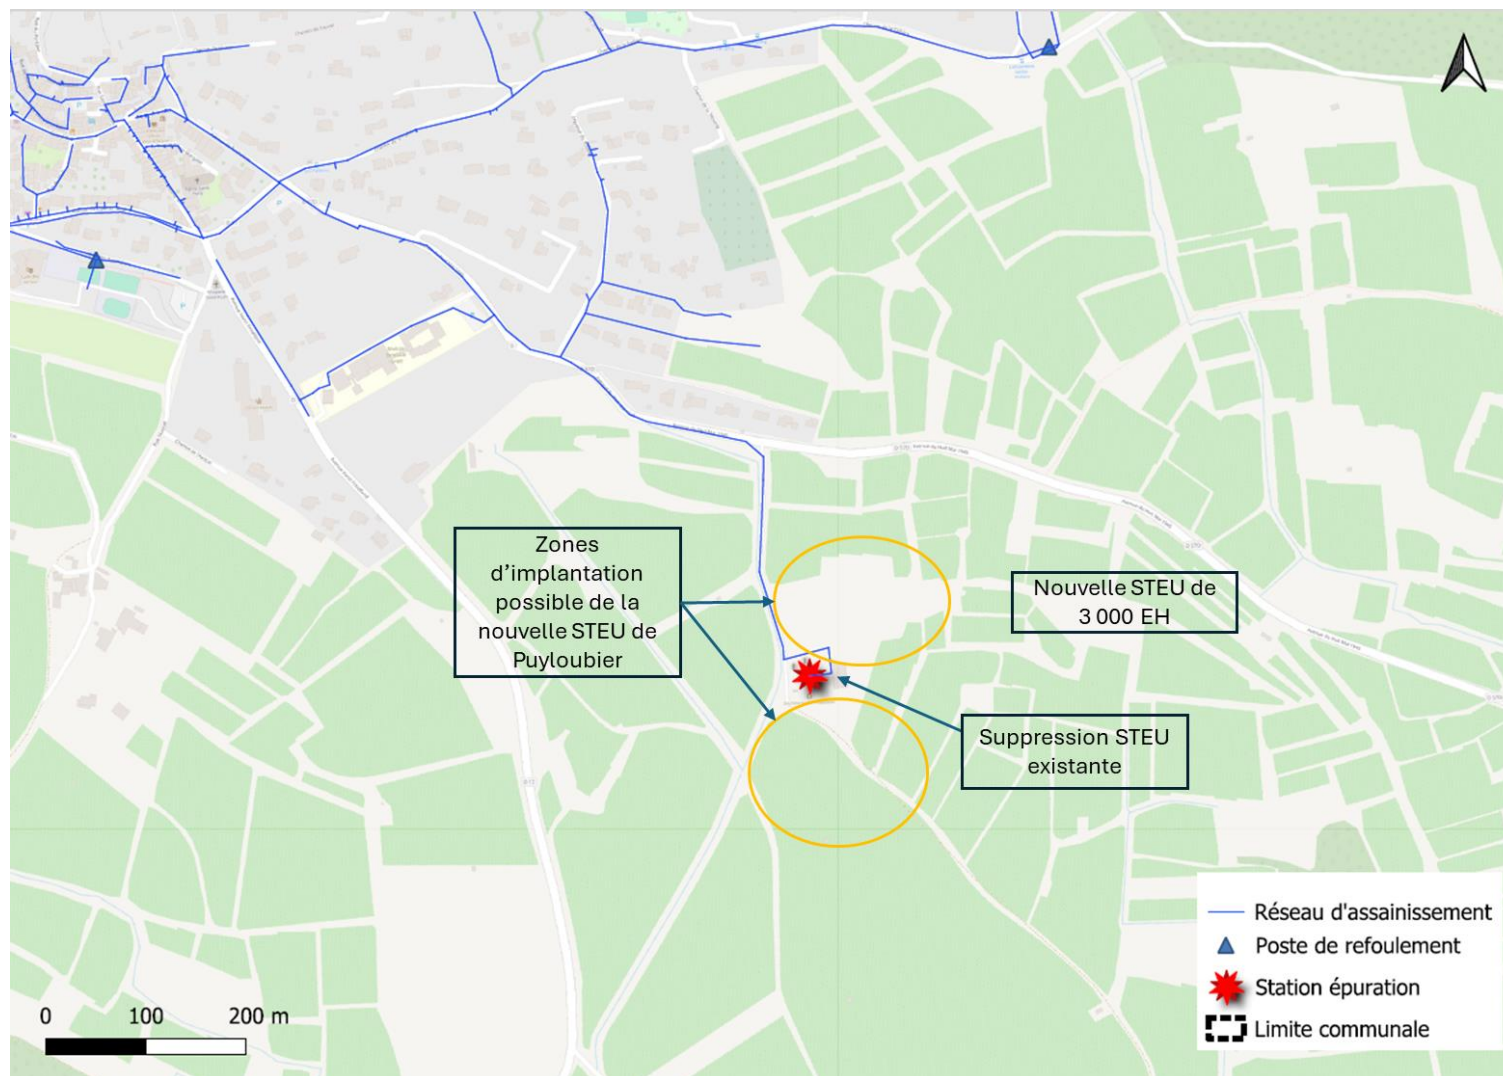 Zones
d'implantation
possible de la
nouvelle STEU de
Puyloubier
Nouvelle STEU de
3 000 EH
Suppression STEU
existante
Réseau d'assainissement
Poste de refoulement
Station épuration
Limite communale
0 100 200 m